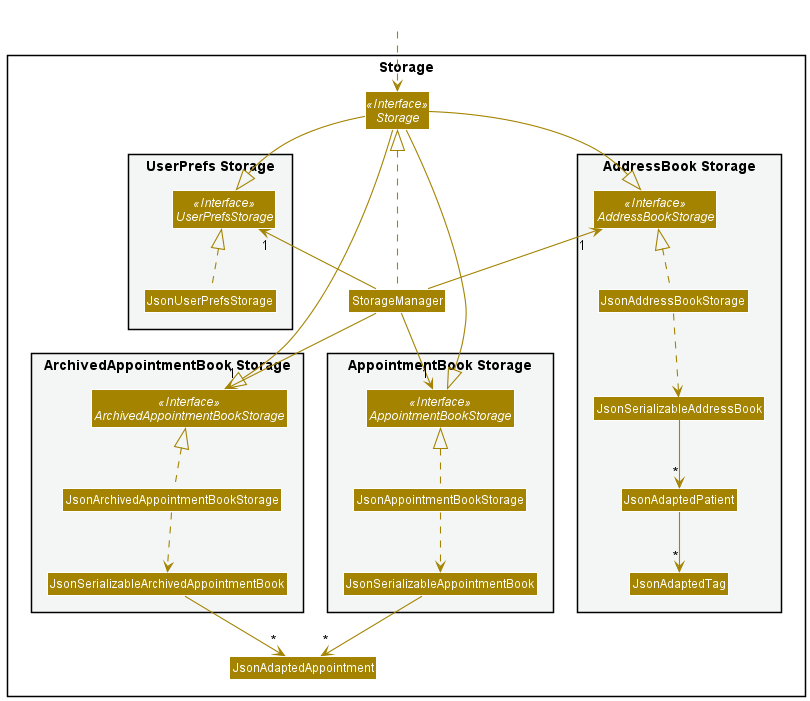 Storage
«Interface»
Storage
UserPrefs Storage
«Interface»
UserPrefsStorage
1
JsonUserPrefsStorage
StorageManager
AddressBook Storage
«Interface»
AddressBookStorage
1
JsonAddressBookStorage
JsonSerializableAddressBook
*
JsonAdaptedPatient
*
JsonAdaptedTag
ArchivedAppointmentBook Storage
1
«Interface»
ArchivedAppointmentBookStorage
JsonArchivedAppointmentBookStorage
JsonSerializableArchivedAppointmentBook
AppointmentBook Storage
1
«Interface»
AppointmentBookStorage
JsonAppointmentBookStorage
JsonSerializableAppointmentBook
*
*
JsonAdaptedAppointment